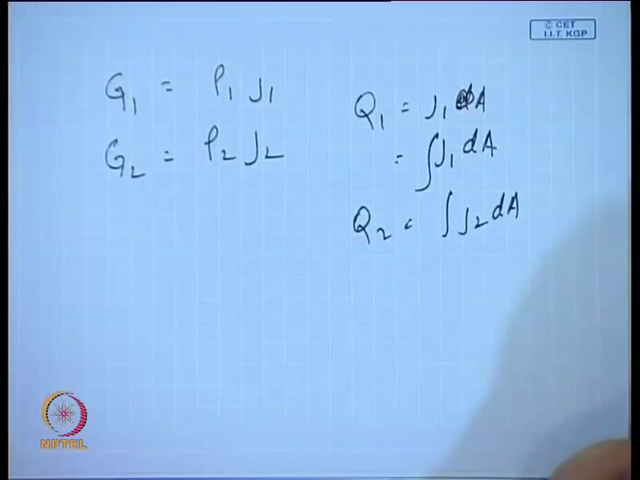 © CET
I.I.T. KGP
G₁ = ρ₁ J₁
G₂ = ρ₂ J₂
Q₁ = J₁ dA
= ∫J₁ dA
Q₂ = ∫J₂ dA
NPTEL